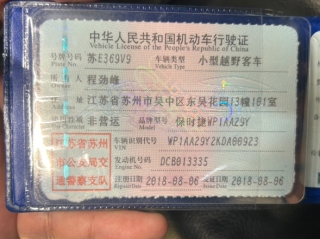 中华人民共和国机动车行驶证
Vehicle License of the People's Republic of China
号牌号码 苏E369V9 车辆类型 小型越野客车
Plate No. Vehicle Type
所有人 程劲峰
Owner
住址 江苏省苏州市吴中区东吴花园13幢101室
Address
使用性质 非营运 品牌型号 保时捷WP1AA29Y
Use Character Model
江苏省苏州 车辆识别代号 WP1AA29Y2KDA00923
VIN
市公安局交 发动机号码 DCB013335
Engine No.
通警察支队 注册日期 2018-08-06 发证日期 2018-08-06
Register Date Issue Date